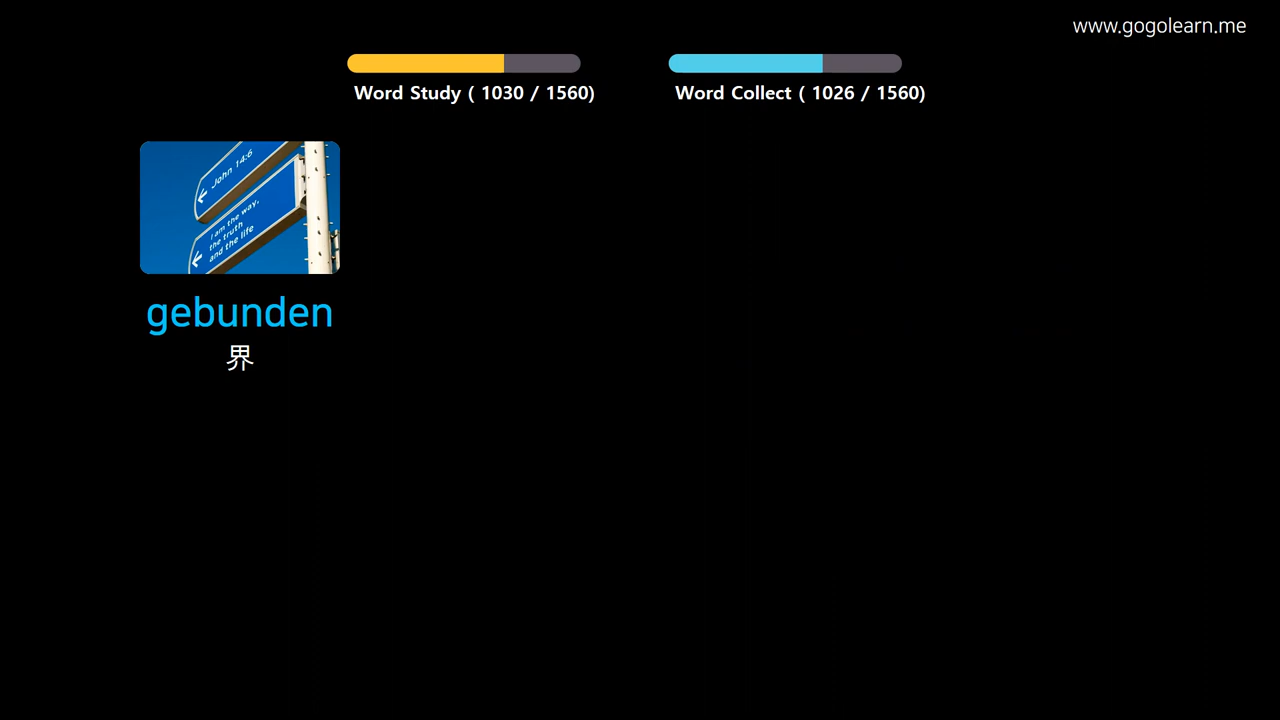 www.gogolearn.me
Word Study ( 1030 / 1560)
Word Collect ( 1026 / 1560)
John 14:6
I am the way,
the truth
and the life
gebunden
界